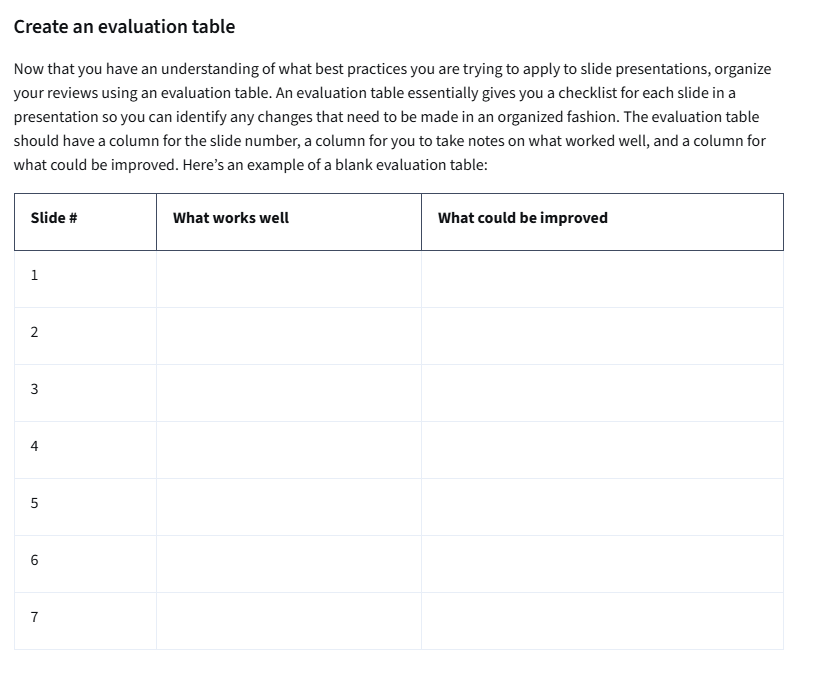 Create an evaluation table
Now that you have an understanding of what best practices you are trying to apply to slide presentations, organize
your reviews using an evaluation table. An evaluation table essentially gives you a checklist for each slide in a
presentation so you can identify any changes that need to be made in an organized fashion. The evaluation table
should have a column for the slide number, a column for you to take notes on what worked well, and a column for
what could be improved. Here’s an example of a blank evaluation table:
Slide # What works well What could be improved
1
2
3
4
5
6
7